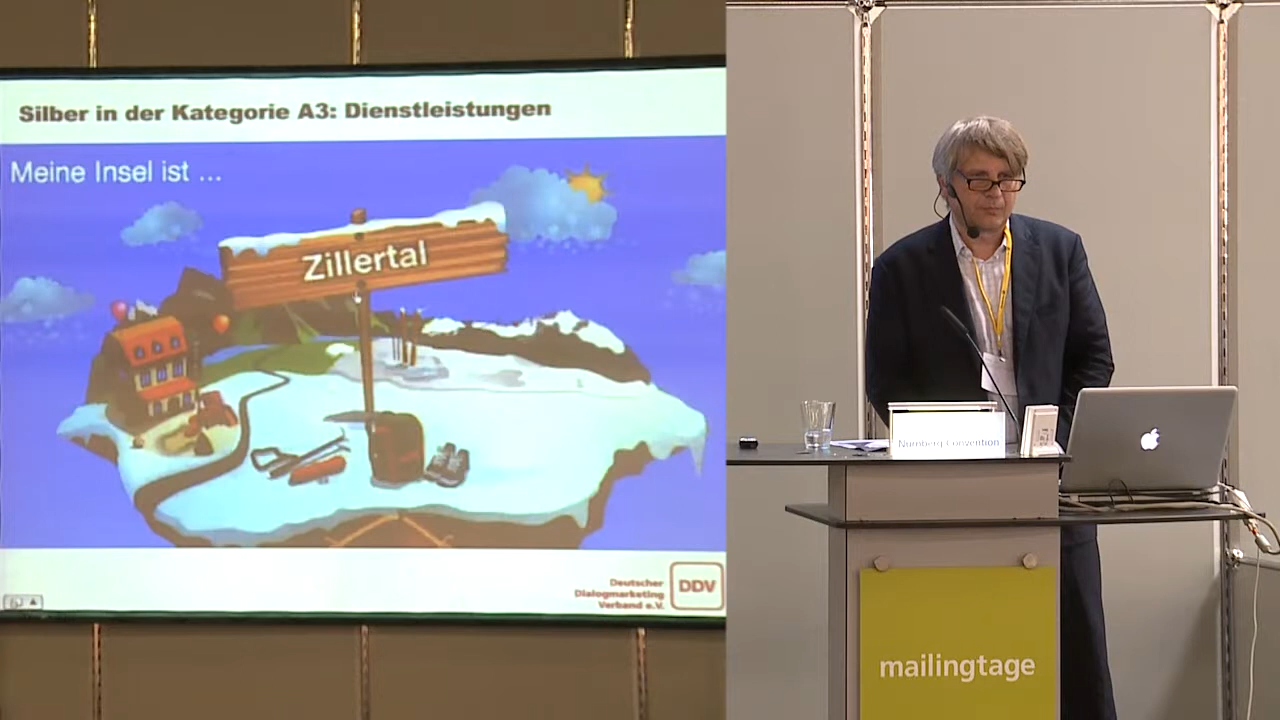 Silber in der Kategorie A3: Dienstleistungen
Meine Insel ist ...
Zillertal
Deutscher
Dialogmarketing
Verband e.V.
DDV
Nürnberg Convention
mailingtage